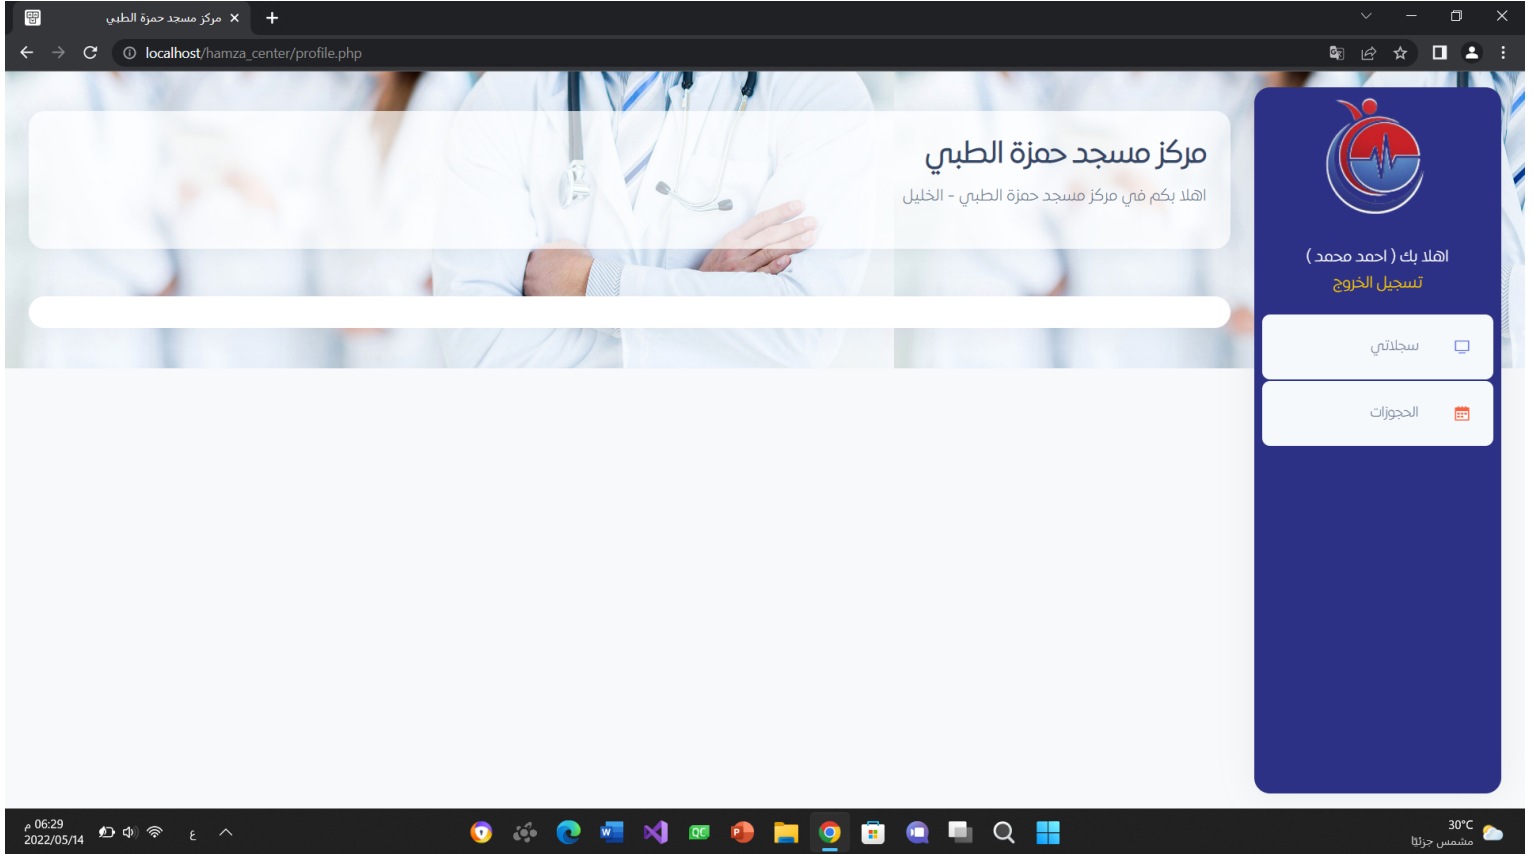 مركز مسجد حمزة الطبي
localhost/hamza_center/profile.php
مركز مسجد حمزة الطبي
اهلا بكم في مركز مسجد حمزة الطبي - الخليل
اهلا بك ( احمد محمد )
تسجيل الخروج
سجلاتي
الحجوزات
06:29 م
2022/05/14
ع
W
QC
P
30°C
مشمس جزئيًا